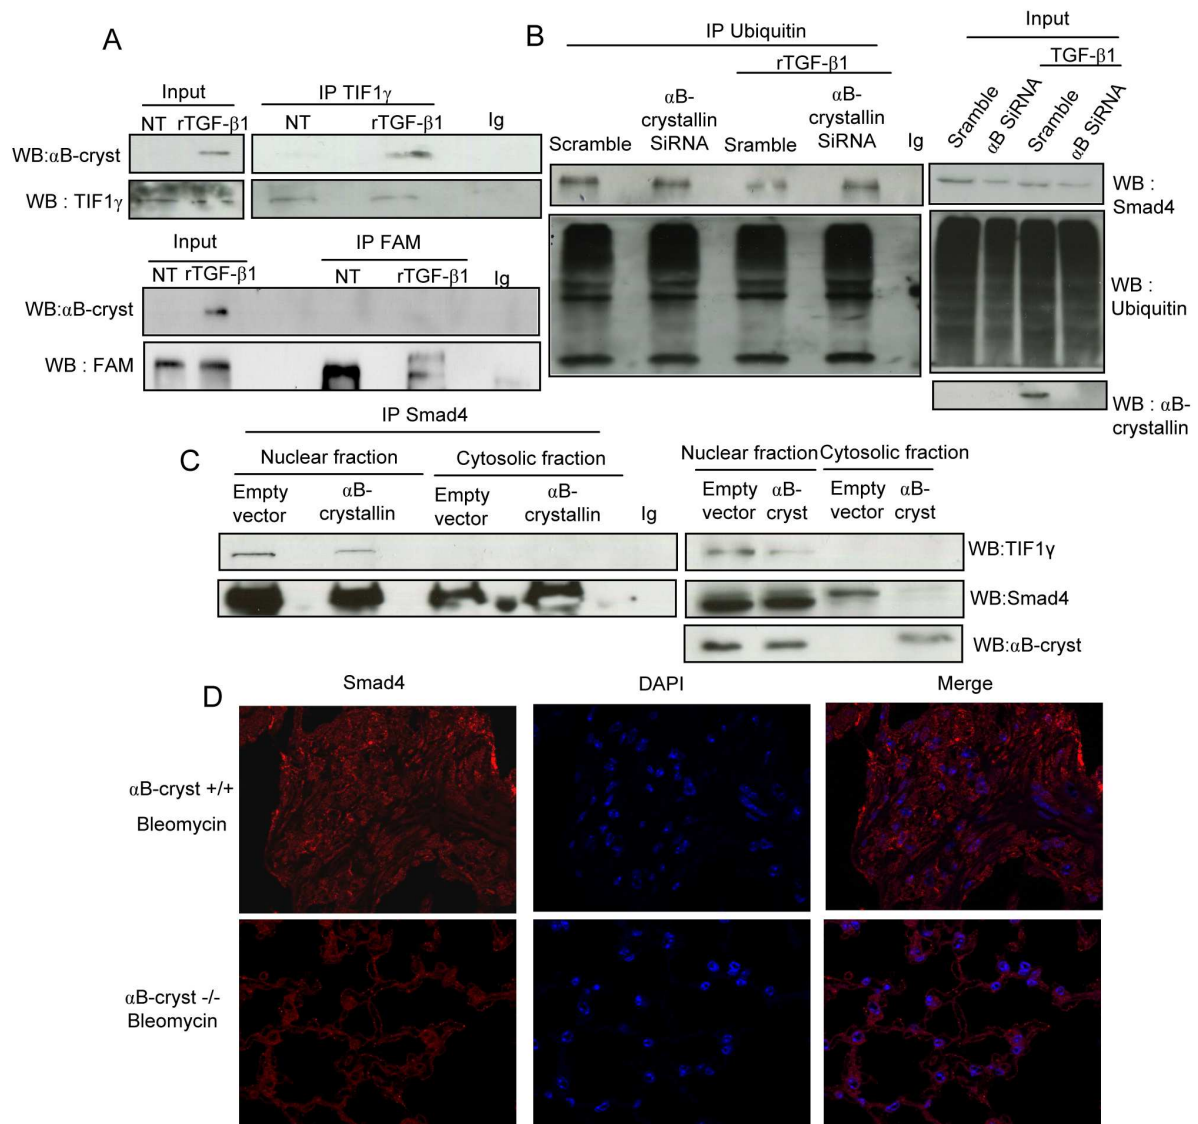 A
Input
IP TIF1γ
NT rTGF-β1
NT
rTGF-β1
Ig
WB:αB-cryst
WB : TIF1γ
Input
IP FAM
NT rTGF-β1
NT
rTGF-β1
Ig
WB:αB-cryst
WB : FAM
B
IP Ubiquitin
rTGF-β1
Scramble
αB-
crystallin
SiRNA
Sramble
αB-
crystallin
SiRNA
Ig
Input
TGF-β1
Sramble
αB SiRNA
Sramble
αB SiRNA
WB :
Smad4
WB :
Ubiquitin
WB : αB-
crystallin
C
IP Smad4
Nuclear fraction
Cytosolic fraction
Empty
vector
αB-
crystallin
Empty
vector
αB-
crystallin
Ig
Nuclear fraction
Cytosolic fraction
Empty
vector
αB-
cryst
Empty
vector
αB-
cryst
WB:TIF1γ
WB:Smad4
WB:αB-cryst
D
Smad4
DAPI
Merge
αB-cryst +/+
Bleomycin
αB-cryst -/-
Bleomycin